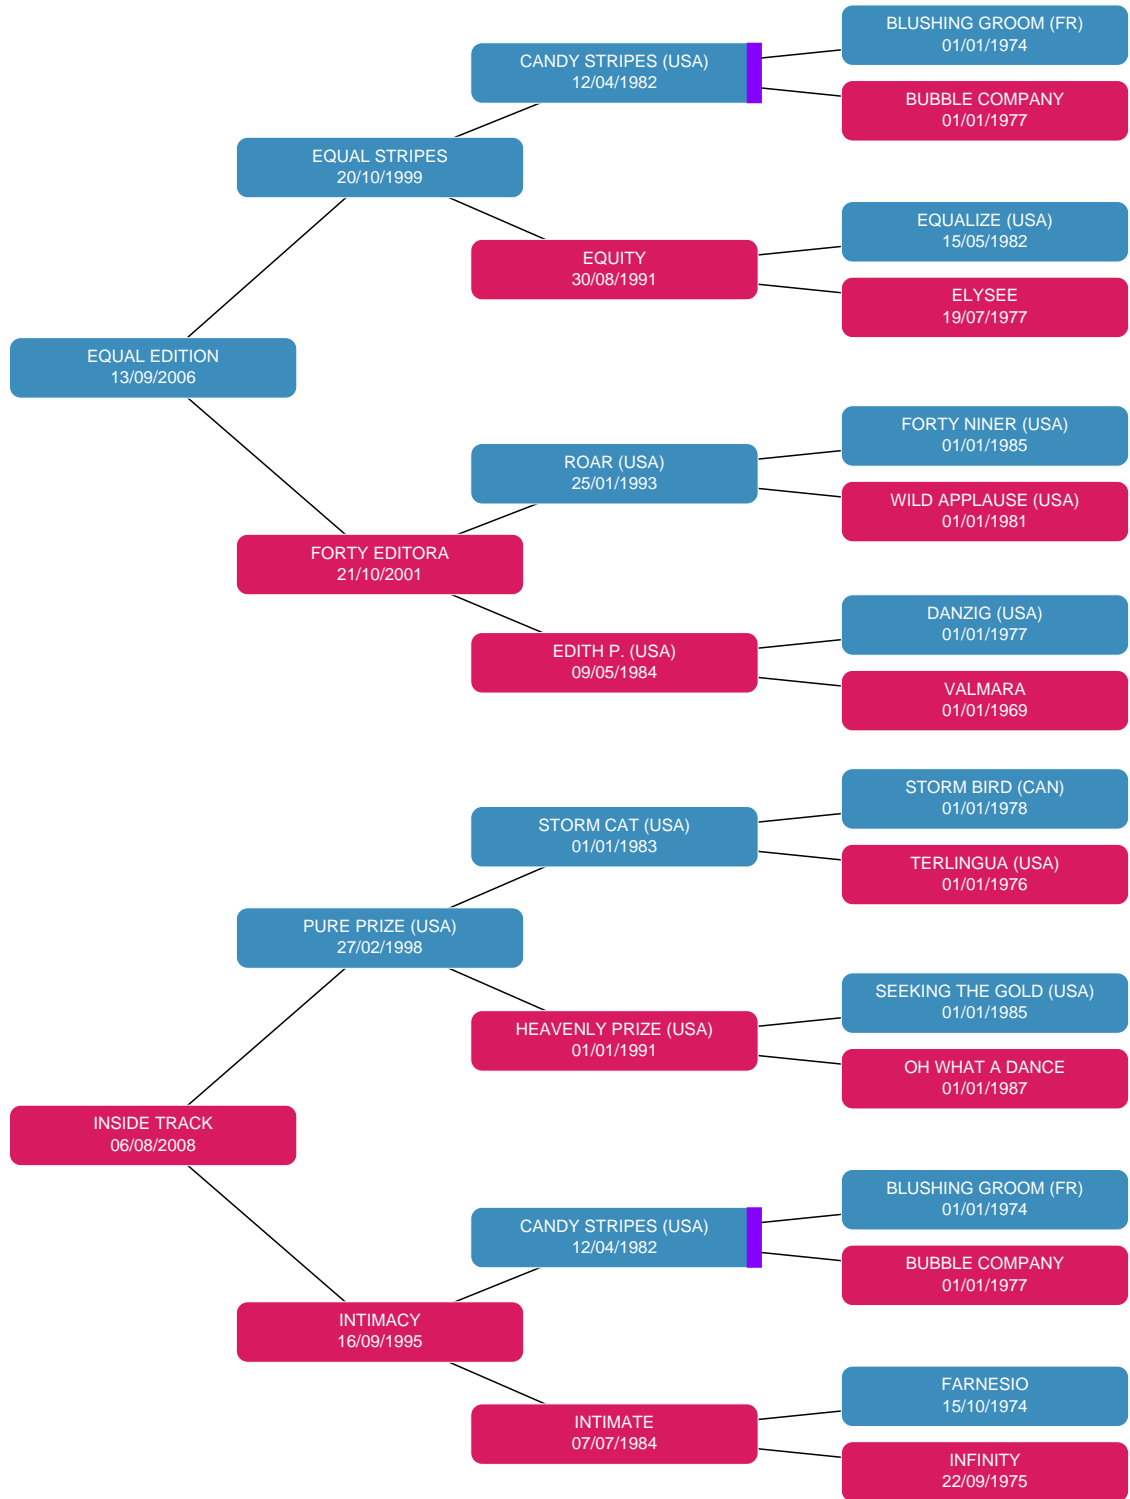 BLUSHING GROOM (FR)
01/01/1974
CANDY STRIPES (USA)
12/04/1982
BUBBLE COMPANY
01/01/1977
EQUAL STRIPES
20/10/1999
EQUALIZE (USA)
15/05/1982
EQUITY
30/08/1991
ELYSEE
19/07/1977
EQUAL EDITION
13/09/2006
FORTY NINER (USA)
01/01/1985
ROAR (USA)
25/01/1993
WILD APPLAUSE (USA)
01/01/1981
FORTY EDITORA
21/10/2001
DANZIG (USA)
01/01/1977
EDITH P. (USA)
09/05/1984
VALMARA
01/01/1969
STORM BIRD (CAN)
01/01/1978
STORM CAT (USA)
01/01/1983
TERLINGUA (USA)
01/01/1976
PURE PRIZE (USA)
27/02/1998
SEEKING THE GOLD (USA)
01/01/1985
HEAVENLY PRIZE (USA)
01/01/1991
OH WHAT A DANCE
01/01/1987
INSIDE TRACK
06/08/2008
BLUSHING GROOM (FR)
01/01/1974
CANDY STRIPES (USA)
12/04/1982
BUBBLE COMPANY
01/01/1977
INTIMACY
16/09/1995
FARNESIO
15/10/1974
INTIMATE
07/07/1984
INFINITY
22/09/1975